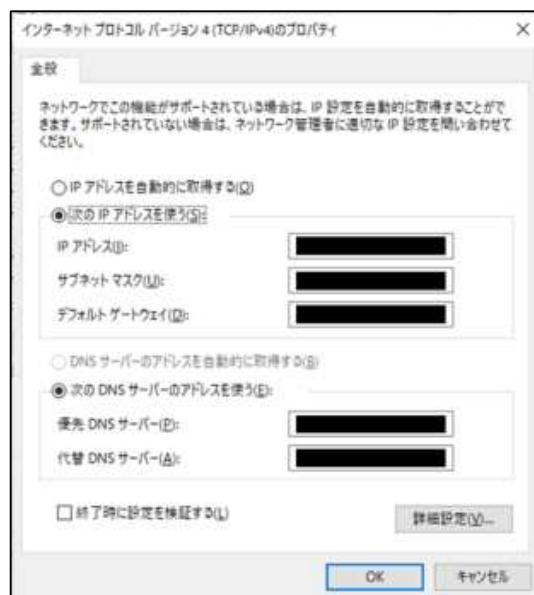 インターネット プロトコル バージョン 4 (TCP/IPv4)のプロパティ
全般
ネットワークでこの機能がサポートされている場合は、IP 設定を自動的に取得することがで
きます。サポートされていない場合は、ネットワーク管理者に適切な IP 設定を問い合わせて
ください。
IP アドレスを自動的に取得する(O)
次の IP アドレスを使う(S):
IP アドレス(I):
サブネット マスク(U):
デフォルト ゲートウェイ(D):
DNS サーバーのアドレスを自動的に取得する(B)
次の DNS サーバーのアドレスを使う(E):
優先 DNS サーバー(P):
代替 DNS サーバー(A):
終了時に設定を検証する(L)
詳細設定(V)...
OK キャンセル